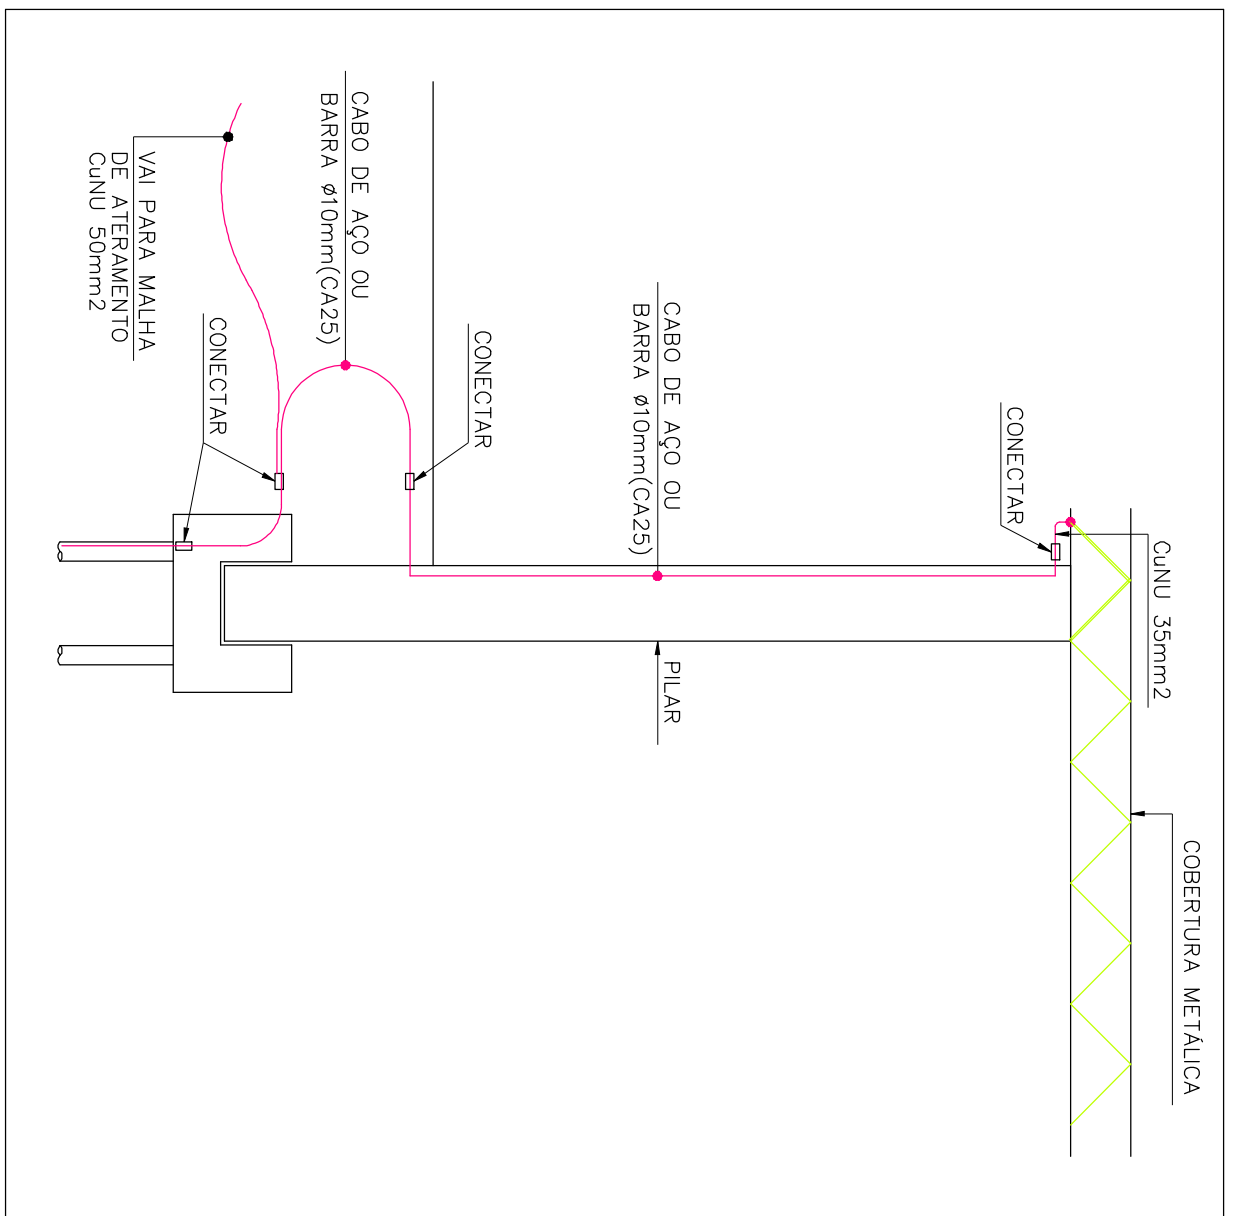 COBERTURA METÁLICA
CuNU 35mm2
CONECTAR
CABO DE AÇO OU
BARRA ø10mm(CA25)
PILAR
CONECTAR
CABO DE AÇO OU
BARRA ø10mm(CA25)
CONECTAR
VAI PARA MALHA
DE ATERAMENTO
CuNU 50mm2